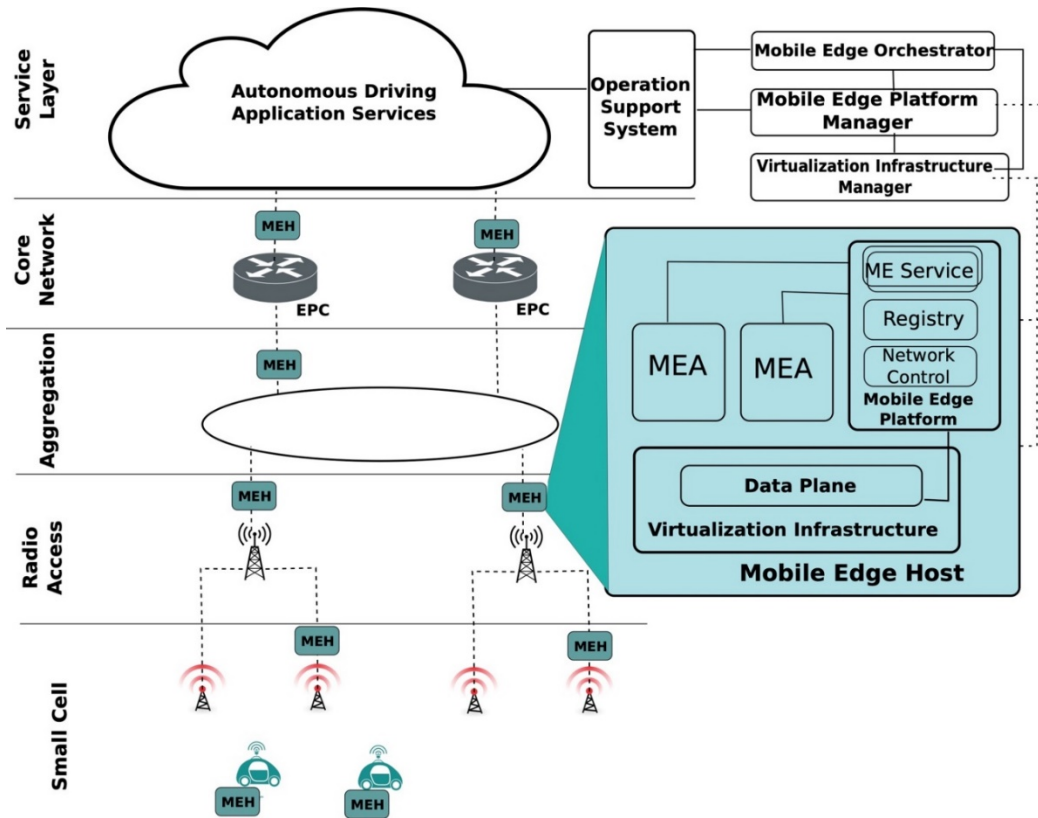 Service
Layer
Autonomous Driving
Application Services
Operation
Support
System
Mobile Edge Orchestrator
Mobile Edge Platform
Manager
Virtualization Infrastructure
Manager
Core
Network
MEH
MEH
EPC
EPC
Aggregation
MEH
Radio
Access
MEH
MEH
Small Cell
MEH
MEH
MEH
MEH
ME Service
Registry
Network
Control
Mobile Edge
Platform
MEA
MEA
Data Plane
Virtualization Infrastructure
Mobile Edge Host